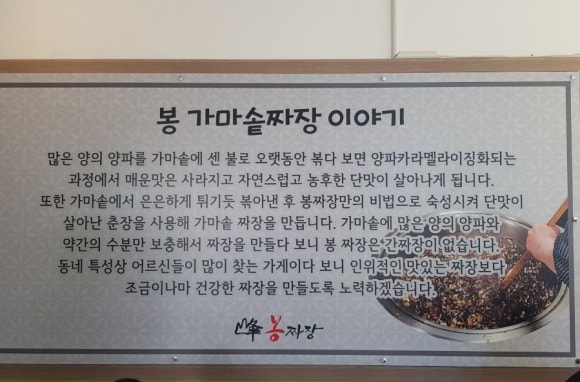 봉 가마솥짜장 이야기
많은 양의 양파를 가마솥에 센 불로 오랫동안 볶다 보면 양파카라멜라이징화되는
과정에서 매운맛은 사라지고 자연스럽고 농후한 단맛이 살아나게 됩니다.
또한 가마솥에서 은은하게 튀기듯 볶아낸 후 봉짜장만의 비법으로 숙성시켜 단맛이
살아난 춘장을 사용해 가마솥 짜장을 만듭니다. 가마솥에 많은 양의 양파와
약간의 수분만 보충해서 짜장을 만들다 보니 봉 짜장은 간짜장이 없습니다.
동네 특성상 어르신들이 많이 찾는 가게이다 보니 인위적인 맛있는 짜장보다
조금이나마 건강한 짜장을 만들도록 노력하겠습니다.
峰 봉짜장